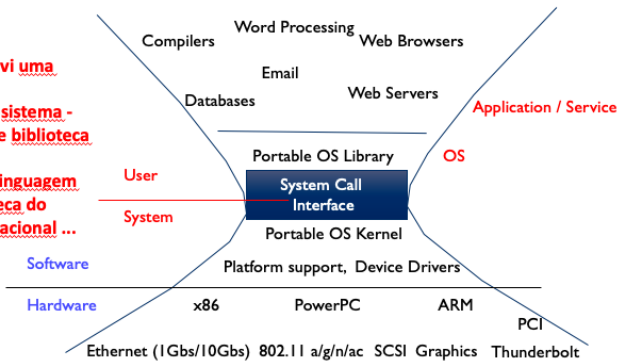 Word Processing
Compilers
Web Browsers
vi uma
Email
Databases
Web Servers
sistema -
Application / Service
e biblioteca
Portable OS Library
OS
inguagem
User
System Call
eca do
Interface
System
acional ...
Portable OS Kernel
Software
Platform support, Device Drivers
Hardware
x86
PowerPC
ARM
PCI
Ethernet (1Gbs/10Gbs) 802.11 a/g/n/ac SCSI Graphics Thunderbolt